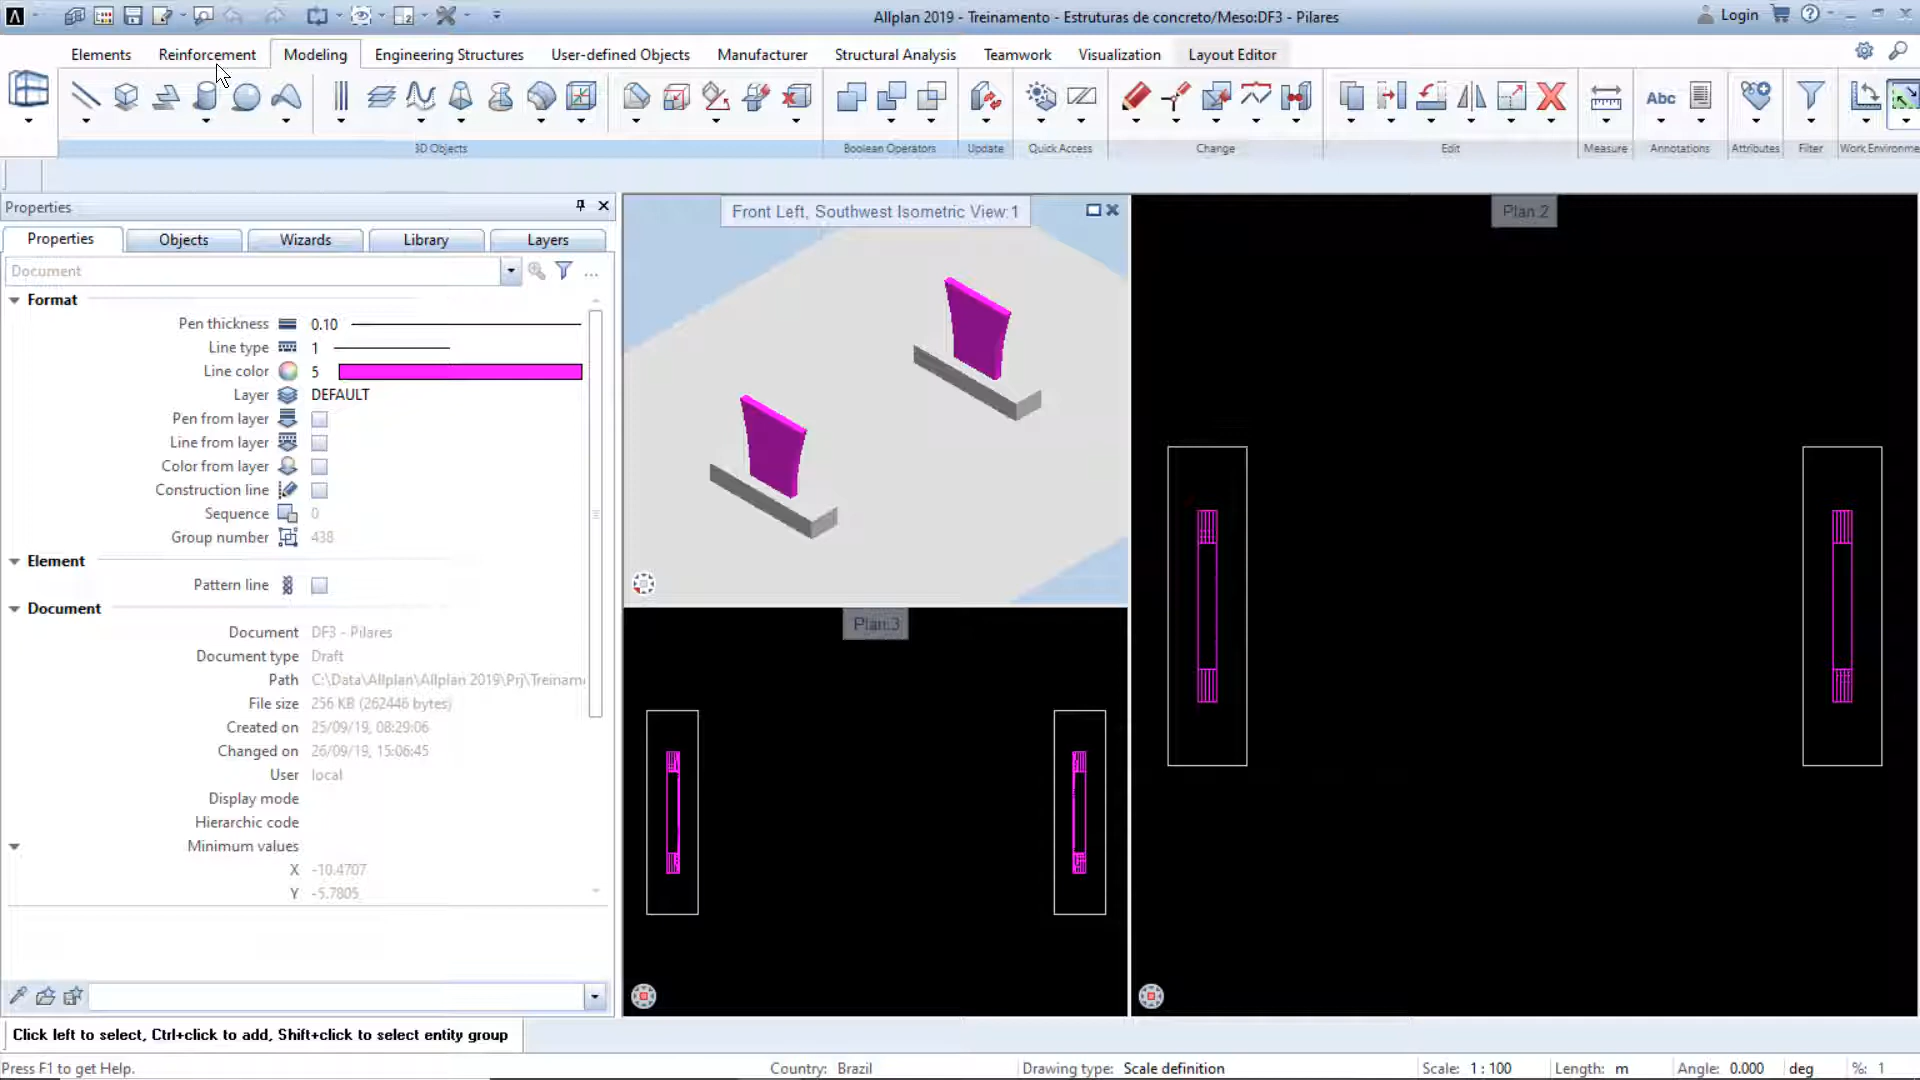 Allplan 2019 - Treinamento - Estruturas de concreto/Meso:DF3 - Pilares
Login
Elements
Reinforcement
Modeling
Engineering Structures
User-defined Objects
Manufacturer
Structural Analysis
Teamwork
Visualization
Layout Editor
Abc
3D Objects
Boolean Operators
Update
Quick Access
Change
Edit
Measure
Annotations
Attributes
Filter
Work Environme
Properties
Properties
Objects
Wizards
Library
Layers
Document
Format
Pen thickness 0.10
Line type 1
Line color 5
Layer DEFAULT
Pen from layer
Line from layer
Color from layer
Construction line
Sequence 0
Group number 438
Element
Pattern line
Document
Document DF3 - Pilares
Document type Draft
Path C:\Data\Allplan\Allplan 2019\Prj\Treinam
File size 256 KB (262446 bytes)
Created on 25/09/19, 08:29:06
Changed on 26/09/19, 15:06:45
User local
Display mode
Hierarchic code
Minimum values
X -10.4707
Y -5.7805
Front Left, Southwest Isometric View:1
Plan:2
Plan:3
Click left to select, Ctrl+click to add, Shift+click to select entity group
Press F1 to get Help.
Country: Brazil
Drawing type: Scale definition
Scale: 1 : 100
Length: m
Angle: 0.000 deg
%: 1